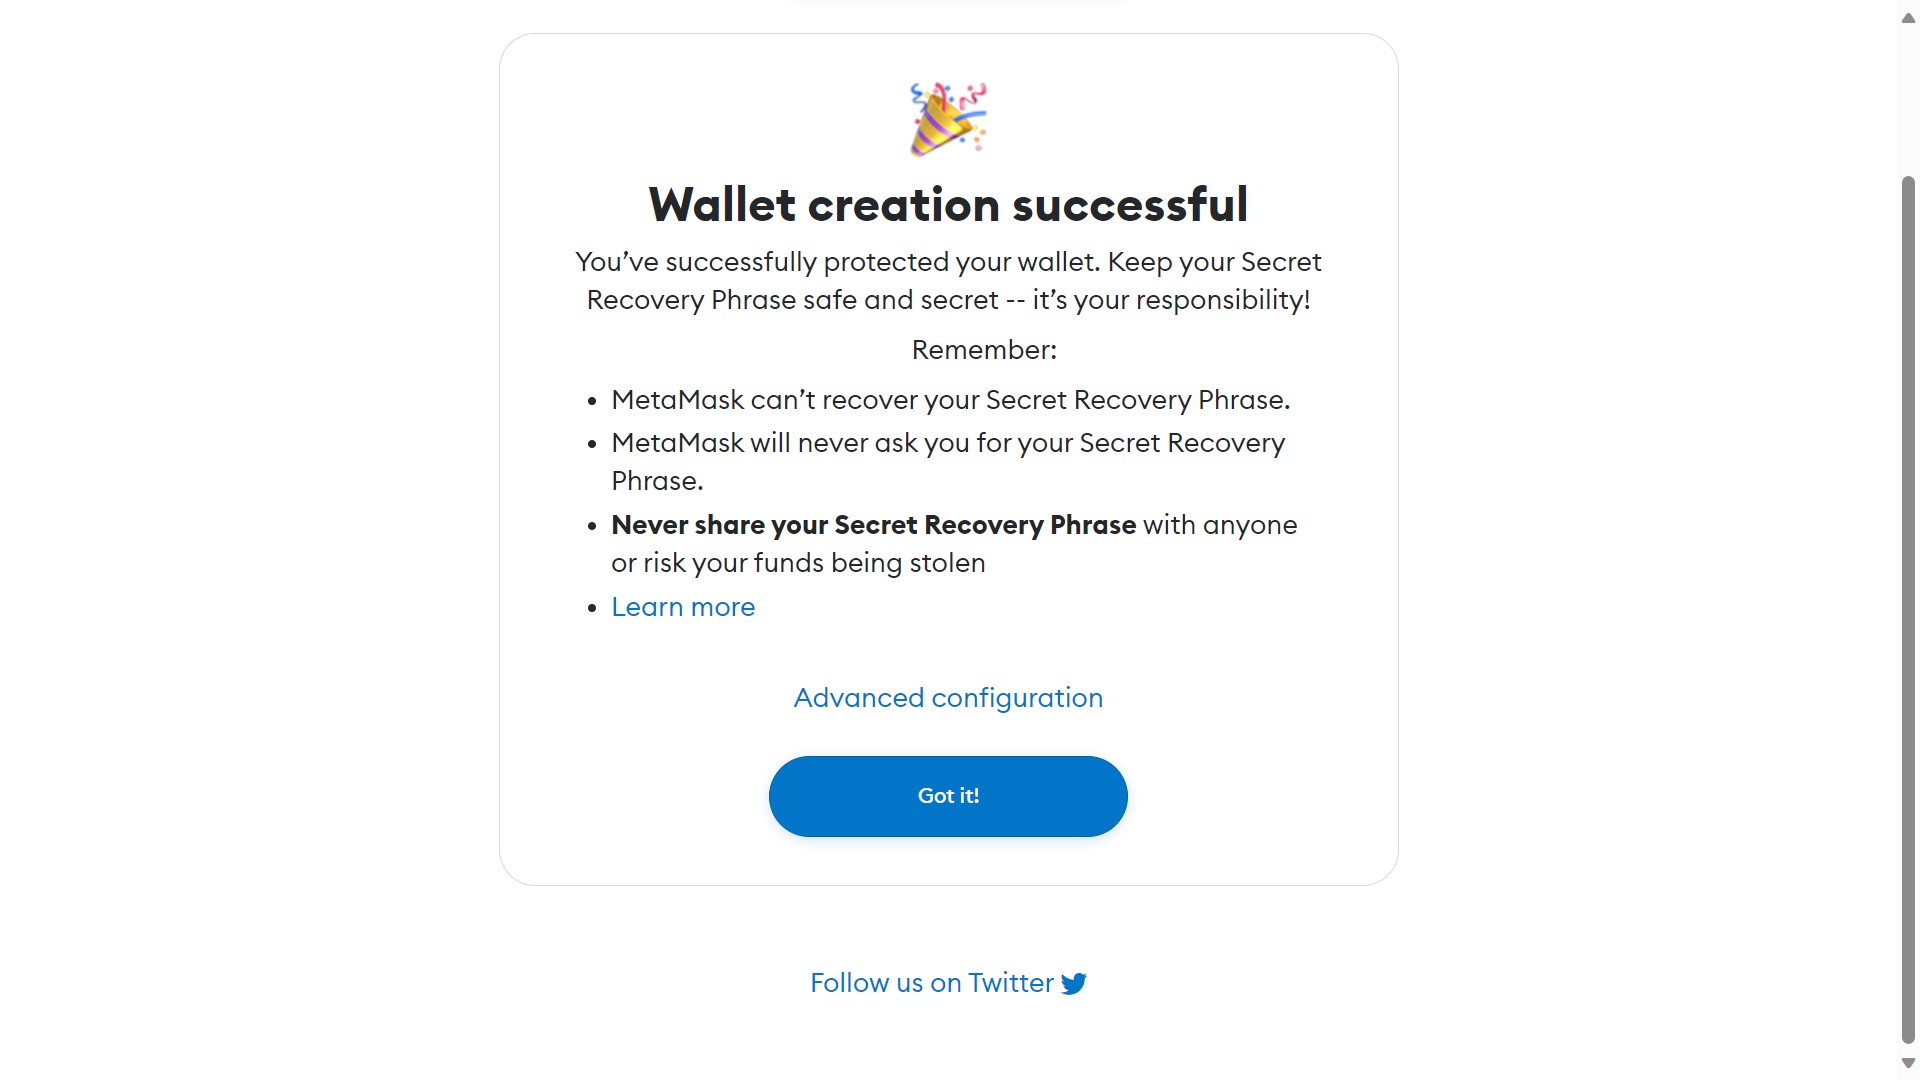 Wallet creation successful
You’ve successfully protected your wallet. Keep your Secret
Recovery Phrase safe and secret -- it’s your responsibility!
Remember:
MetaMask can’t recover your Secret Recovery Phrase.
MetaMask will never ask you for your Secret Recovery
Phrase.
Never share your Secret Recovery Phrase with anyone
or risk your funds being stolen
Learn more
Advanced configuration
Got it!
Follow us on Twitter